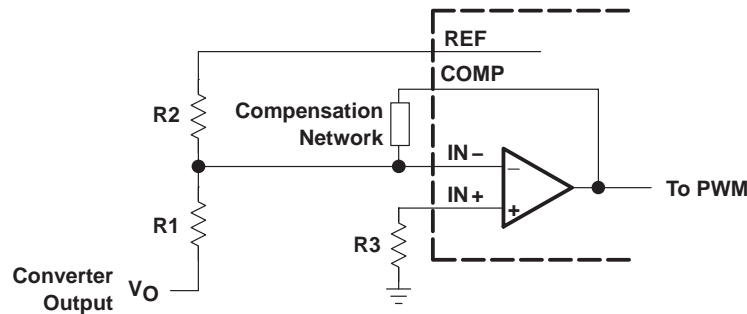 REF
COMP
R2
Compensation
Network
IN –
–
To PWM
IN +
+
R1
R3
Converter
Output
VO